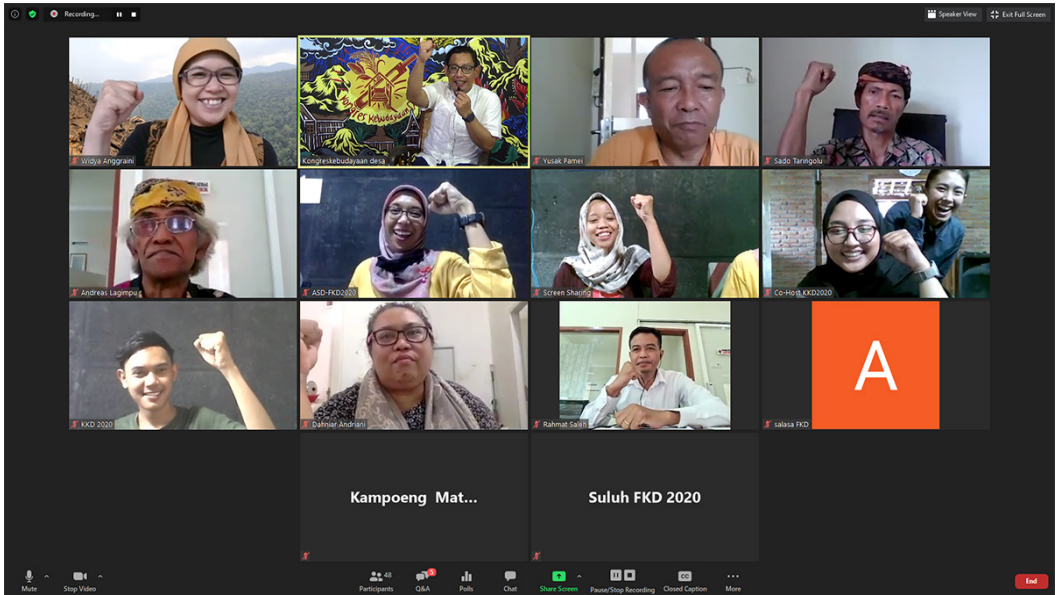 Recording...
Speaker View
Exit Full Screen
Widya Anggraini
Kongreskebudayaan desa
Yusak Pamei
Sado Taringolu
Andreas Lagimpu
ASD-FKD2020
Screen Sharing
Co-Host KKD2020
KKD 2020
Dahniar Andriani
Rahmat Saleh
A
salasa FKD
Kampoeng Mat...
Suluh FKD 2020
Mute
Stop Video
48
Participants
5
Q&A
Polls
Chat
Share Screen
Pause/Stop Recording
CC
Closed Caption
More
End